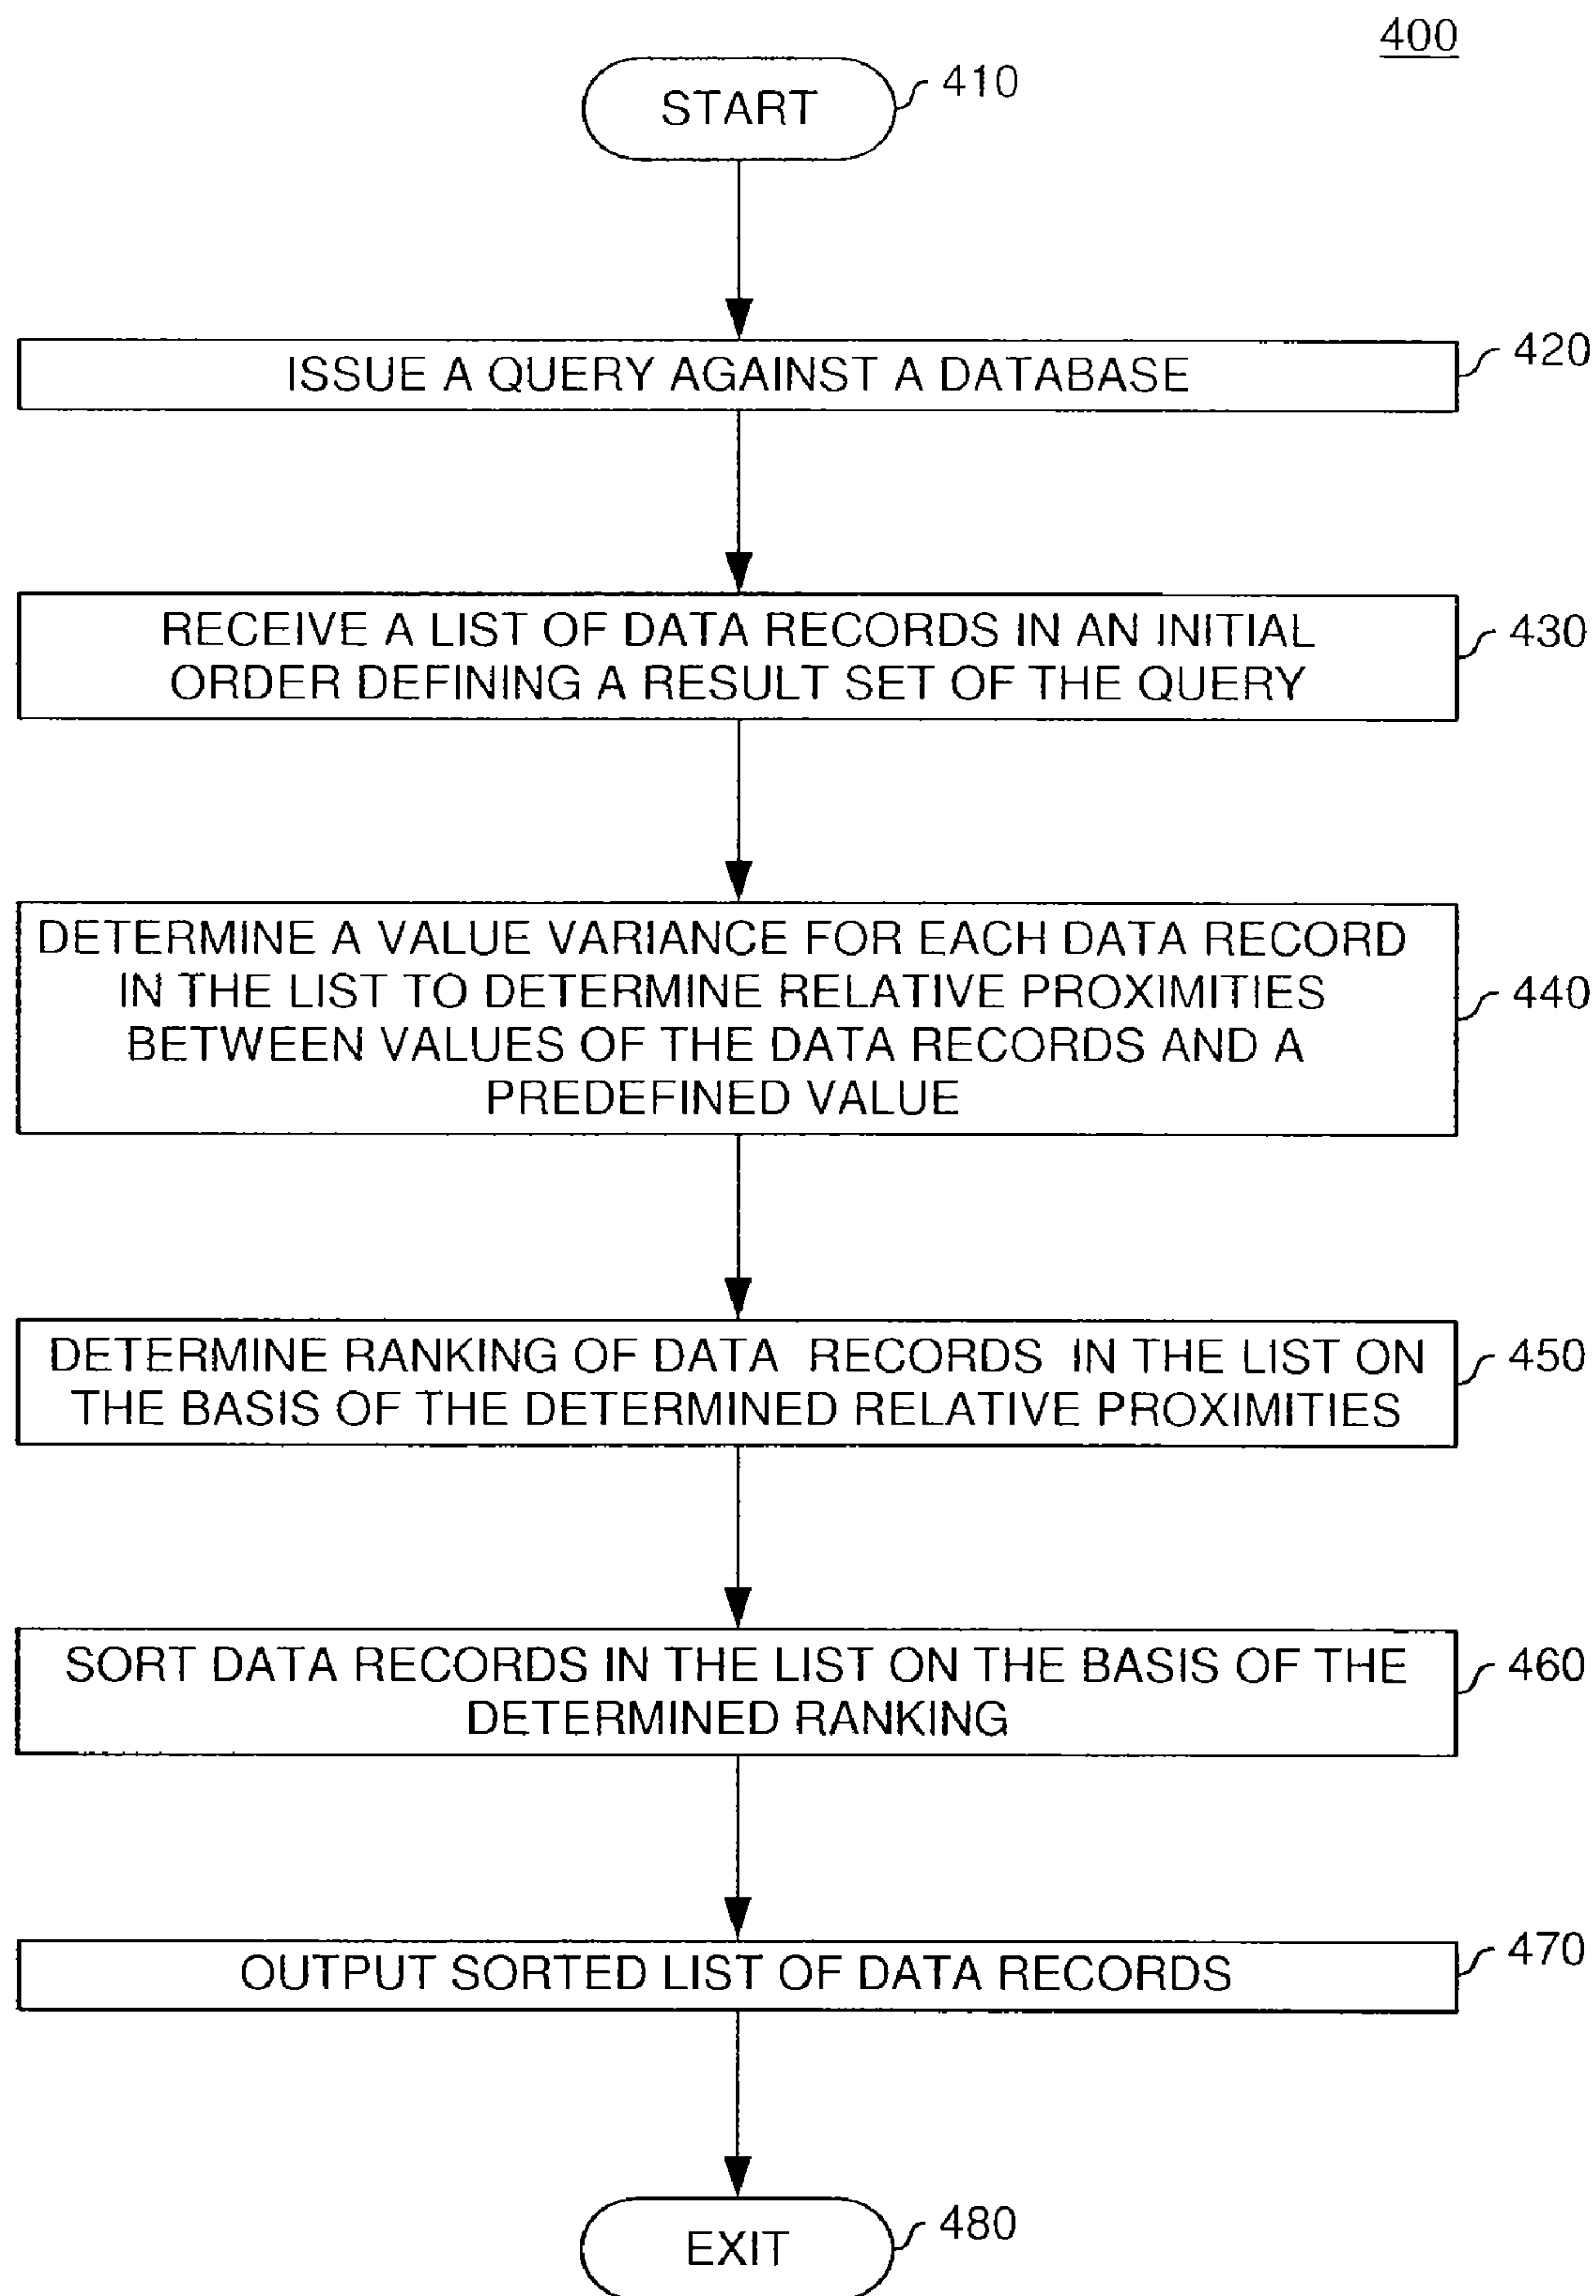 400
START
410
ISSUE A QUERY AGAINST A DATABASE
420
RECEIVE A LIST OF DATA RECORDS IN AN INITIAL
ORDER DEFINING A RESULT SET OF THE QUERY
430
DETERMINE A VALUE VARIANCE FOR EACH DATA RECORD
IN THE LIST TO DETERMINE RELATIVE PROXIMITIES
BETWEEN VALUES OF THE DATA RECORDS AND A
PREDEFINED VALUE
440
DETERMINE RANKING OF DATA RECORDS IN THE LIST ON
THE BASIS OF THE DETERMINED RELATIVE PROXIMITIES
450
SORT DATA RECORDS IN THE LIST ON THE BASIS OF THE
DETERMINED RANKING
460
OUTPUT SORTED LIST OF DATA RECORDS
470
EXIT
480